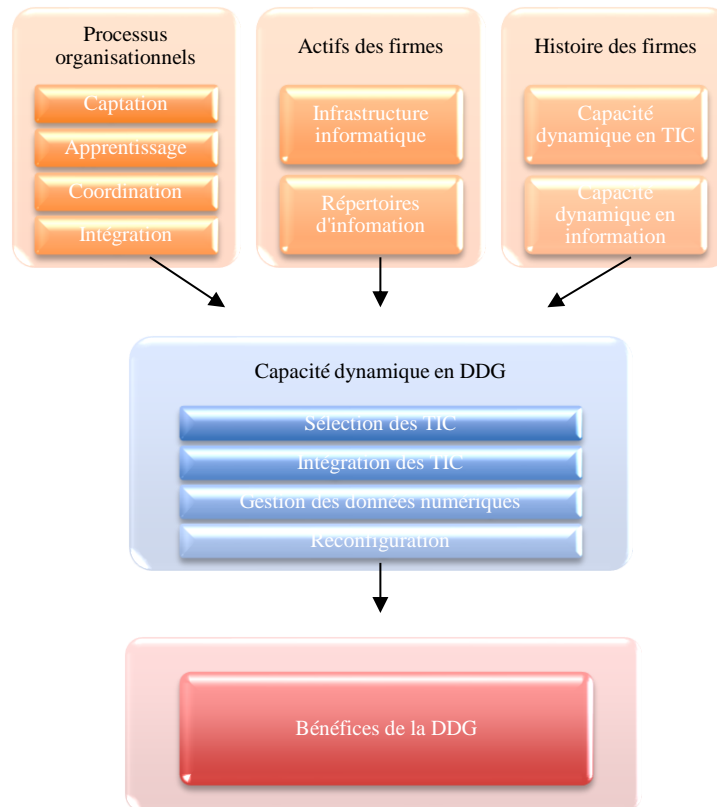 Processus
organisationnels
Captation
Apprentissage
Coordination
Intégration
Actifs des firmes
Infrastructure
informatique
Répertoires
d'infomation
Histoire des firmes
Capacité
dynamique en TIC
Capacité
dynamique en
information
Capacité dynamique en DDG
Sélection des TIC
Intégration des TIC
Gestion des données numériques
Reconfiguration
Bénéfices de la DDG